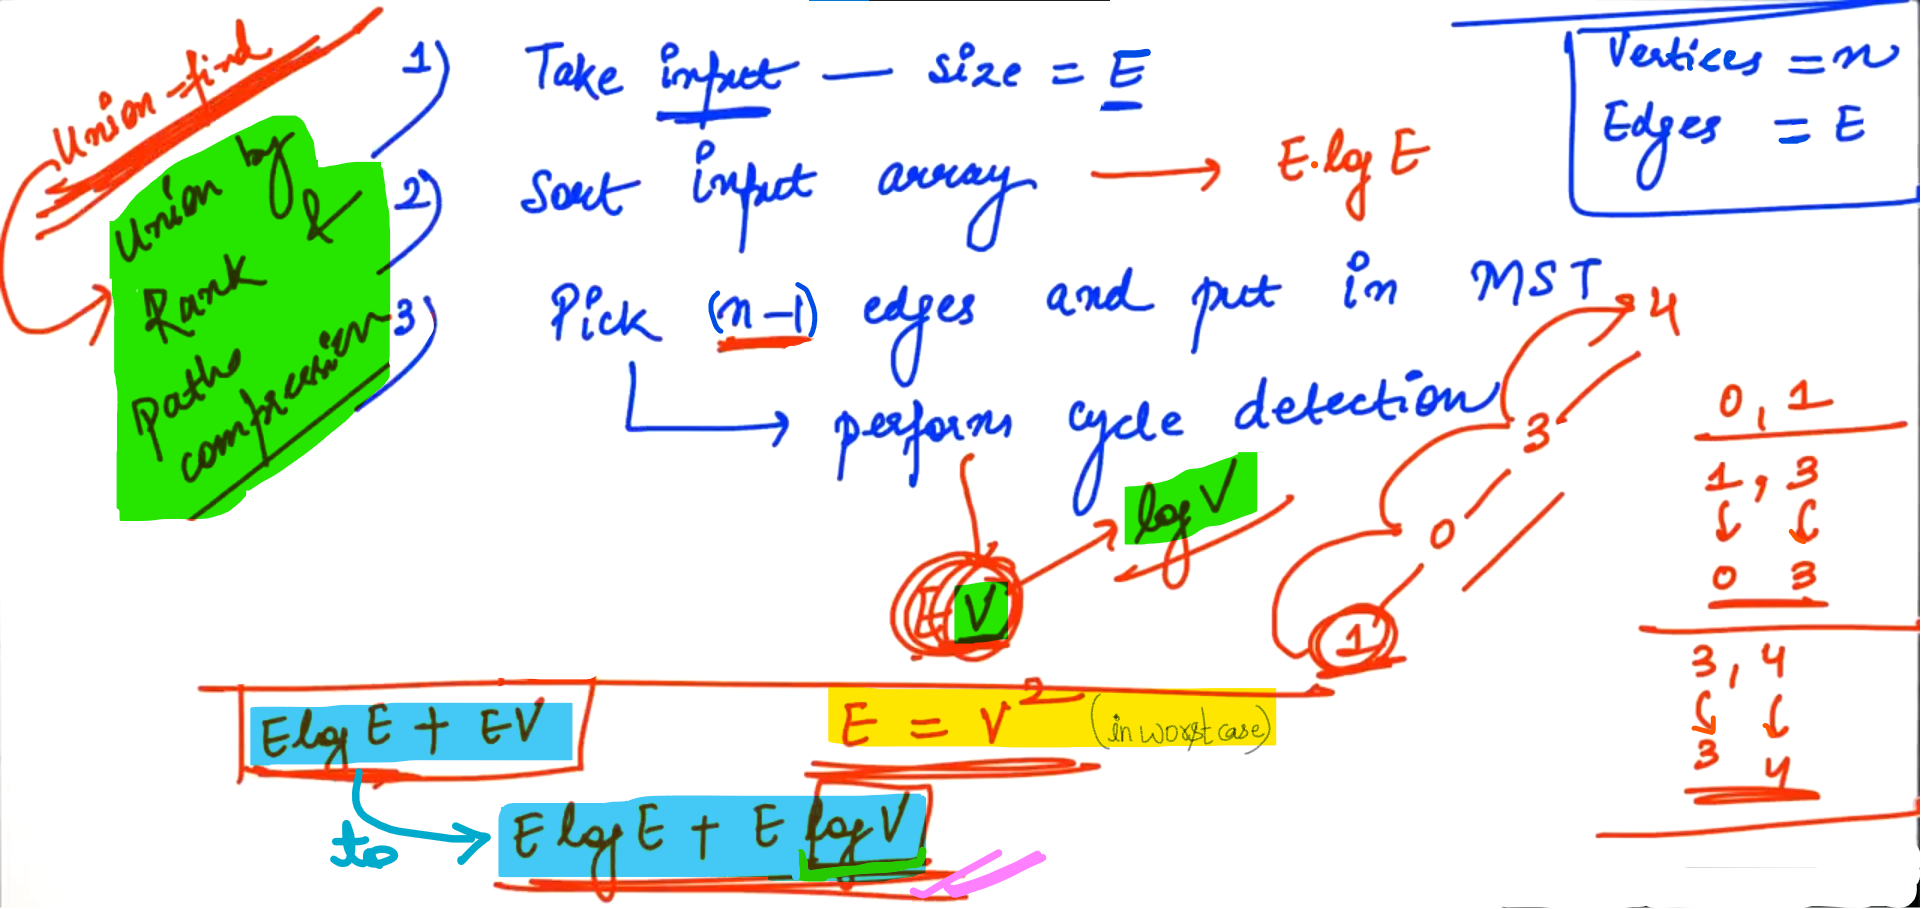 Union-find
Union by
Rank &
Path
compression
1) Take input — size = E
2) Sort input array → E.log E
3) Pick (n-1) edges and put in MST
→ perform cycle detection
Vertices = n
Edges = E
E V → log V
1 0 3 4
0, 1
1, 3
0 3
3, 4
3 4
E log E + EV
E = V² (in worst case)
to → E log E + E log V